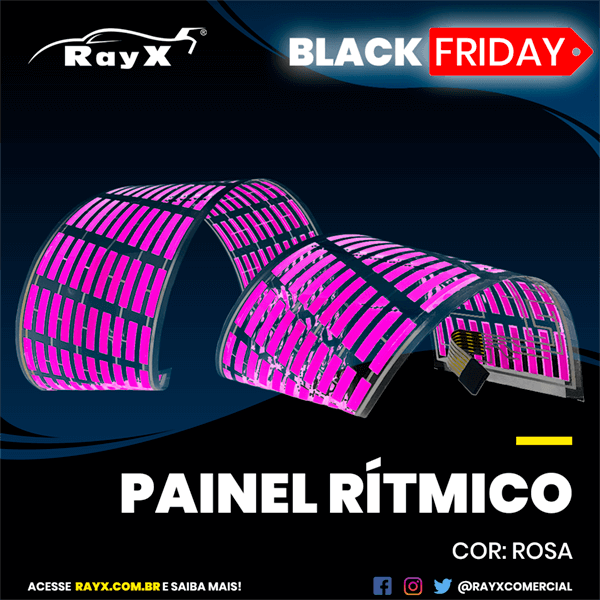 RayX®
BLACK FRIDAY
PAINEL RÍTMICO
COR: ROSA
ACESSE RAYX.COM.BR E SAIBA MAIS!
@RAYXCOMERCIAL